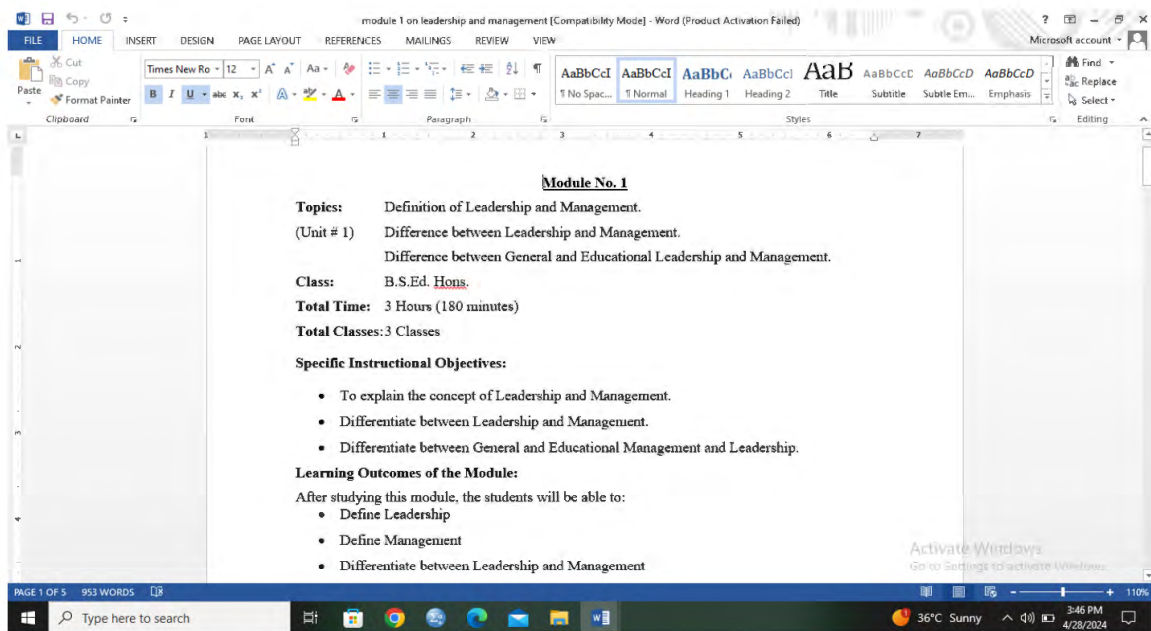 module 1 on leadership and management [Compatibility Mode] - Word (Product Activation Failed)
FILE HOME INSERT DESIGN PAGE LAYOUT REFERENCES MAILINGS REVIEW VIEW
Microsoft account
Paste
Cut
Copy
Format Painter
Clipboard
Times New Ro 12
Font
Paragraph
AaBbCcI AaBbCcI AaBbC AaBbCcl AaB AaBbCcD AaBbCcD AaBbCcD
¶ No Spac... ¶ Normal Heading 1 Heading 2 Title Subtitle Subtle Em... Emphasis
Styles
Find
Replace
Select
Editing
Module No. 1
Topics: Definition of Leadership and Management.
(Unit # 1) Difference between Leadership and Management.
Difference between General and Educational Leadership and Management.
Class: B.S.Ed. Hons.
Total Time: 3 Hours (180 minutes)
Total Classes: 3 Classes
Specific Instructional Objectives:
• To explain the concept of Leadership and Management.
• Differentiate between Leadership and Management.
• Differentiate between General and Educational Management and Leadership.
Learning Outcomes of the Module:
After studying this module, the students will be able to:
• Define Leadership
• Define Management
• Differentiate between Leadership and Management
Activate Windows
Go to Settings to activate Windows.
PAGE 1 OF 5 953 WORDS 110%
Type here to search
36°C Sunny
3:46 PM
4/28/2024